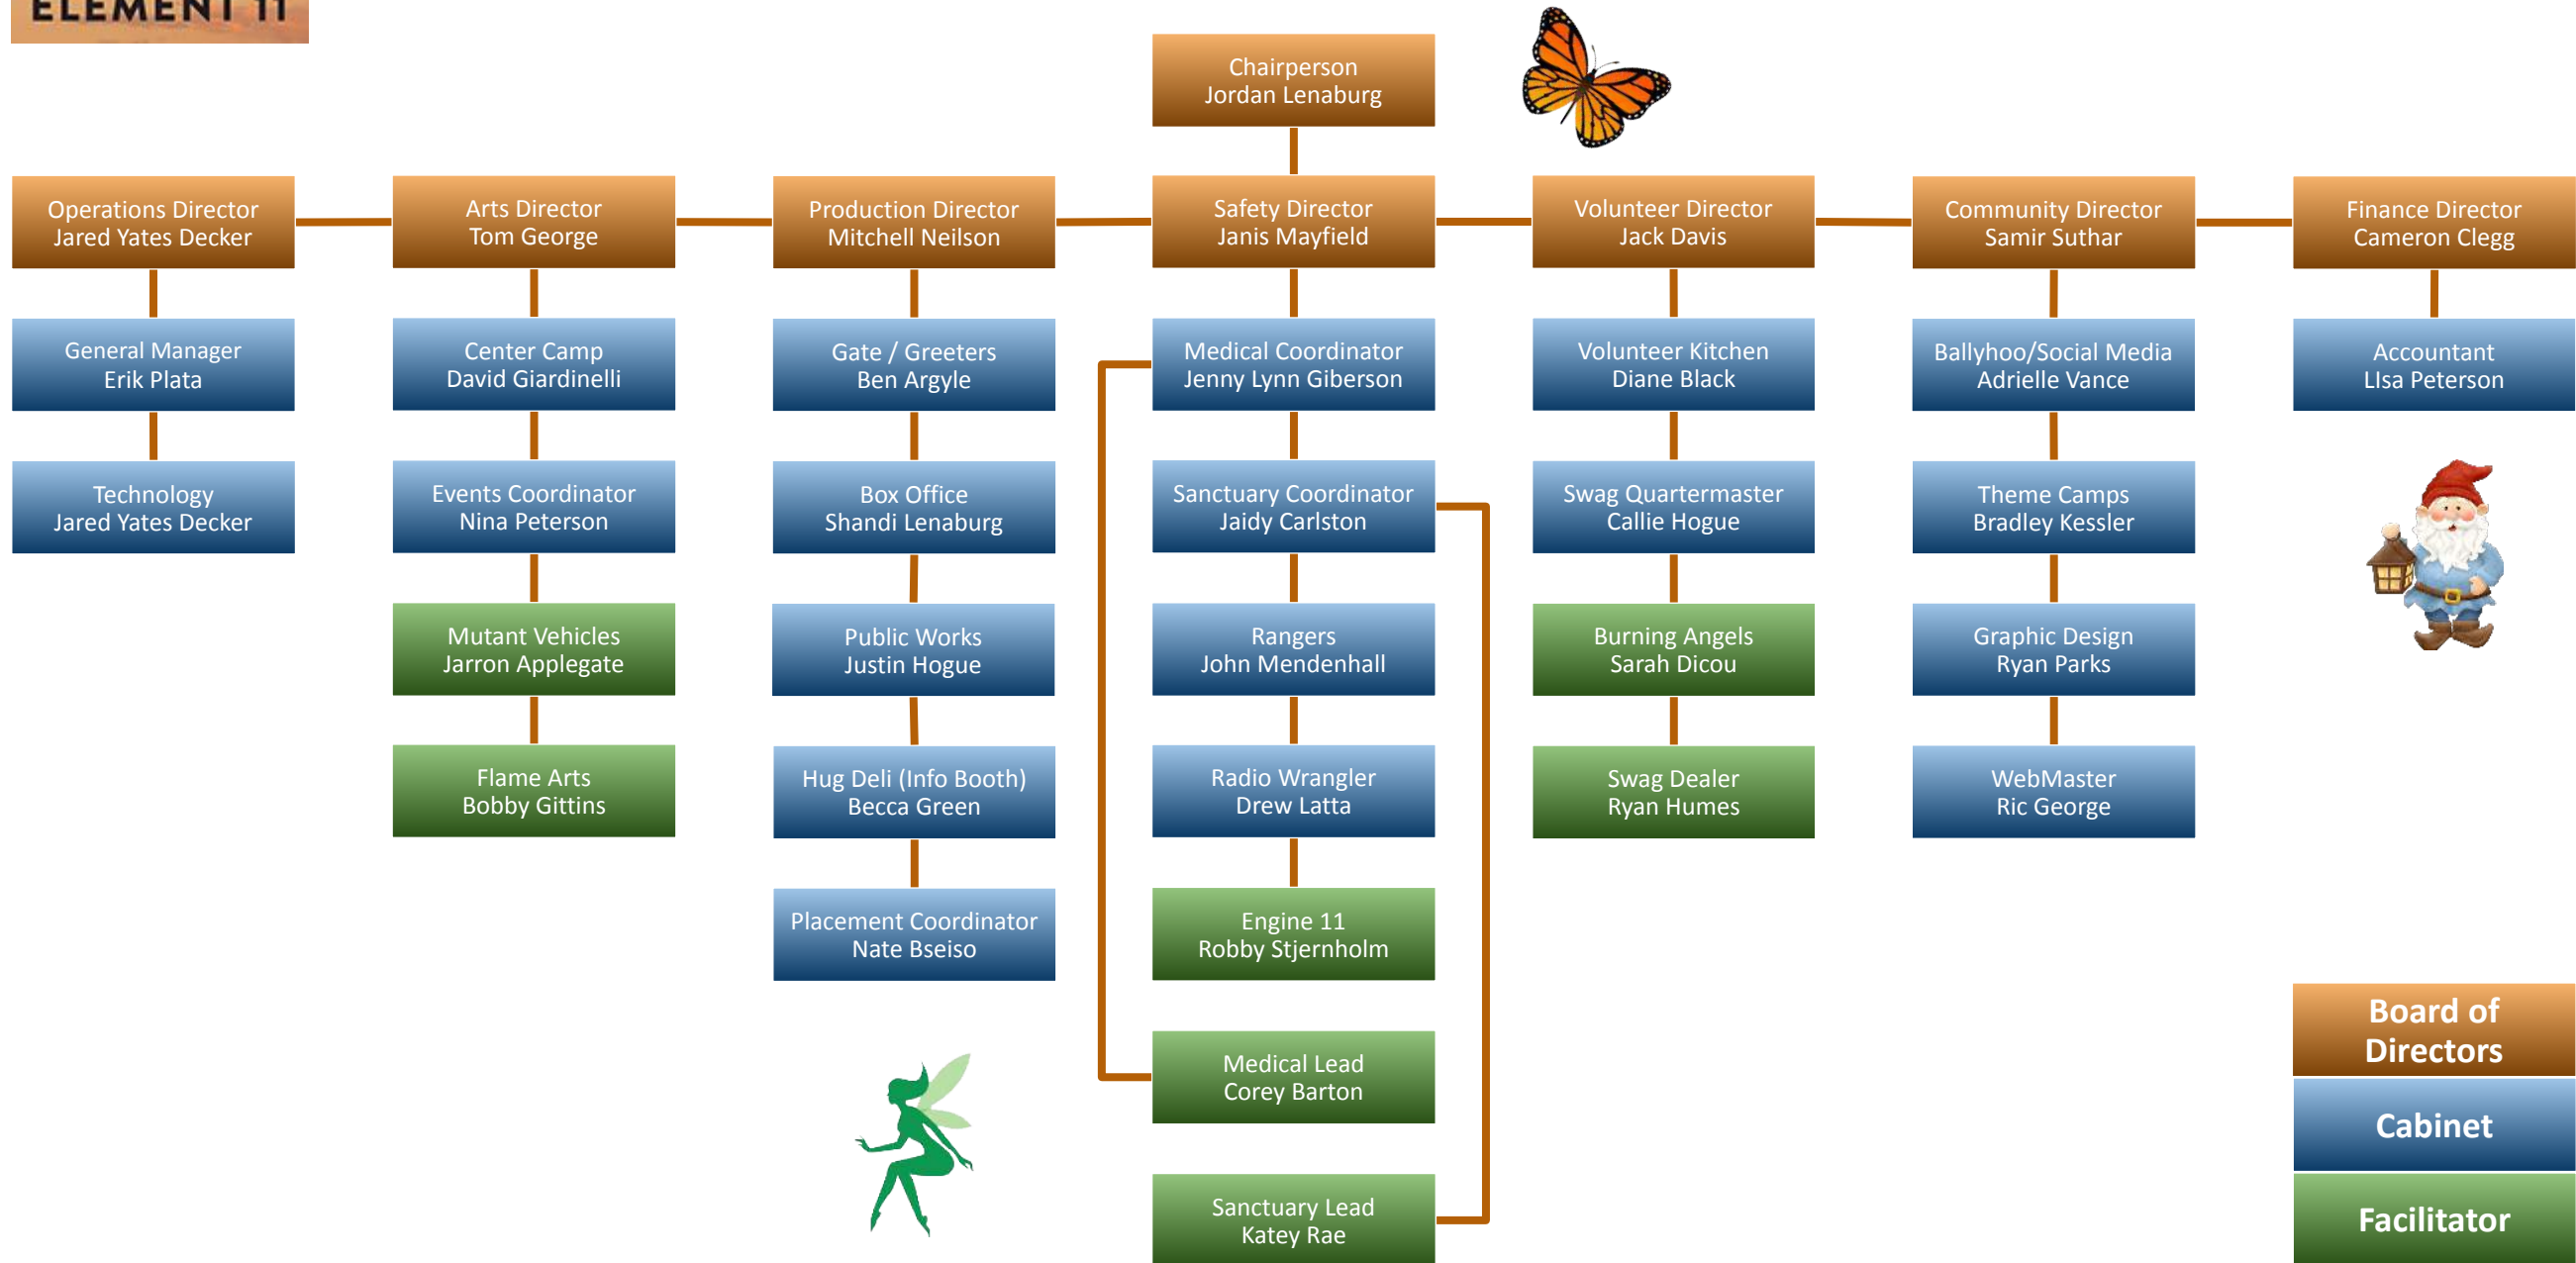 ELEMENT 11
Chairperson
Jordan Lenaburg
Operations Director
Jared Yates Decker
Arts Director
Tom George
Production Director
Mitchell Neilson
Safety Director
Janis Mayfield
Volunteer Director
Jack Davis
Community Director
Samir Suthar
Finance Director
Cameron Clegg
General Manager
Erik Plata
Center Camp
David Giardinelli
Gate / Greeters
Ben Argyle
Medical Coordinator
Jenny Lynn Giberson
Volunteer Kitchen
Diane Black
Ballyhoo/Social Media
Adrielle Vance
Accountant
LIsa Peterson
Technology
Jared Yates Decker
Events Coordinator
Nina Peterson
Box Office
Shandi Lenaburg
Sanctuary Coordinator
Jaidy Carlston
Swag Quartermaster
Callie Hogue
Theme Camps
Bradley Kessler
Mutant Vehicles
Jarron Applegate
Public Works
Justin Hogue
Rangers
John Mendenhall
Burning Angels
Sarah Dicou
Graphic Design
Ryan Parks
Flame Arts
Bobby Gittins
Hug Deli (Info Booth)
Becca Green
Radio Wrangler
Drew Latta
Swag Dealer
Ryan Humes
WebMaster
Ric George
Placement Coordinator
Nate Bseiso
Engine 11
Robby Stjernholm
Medical Lead
Corey Barton
Sanctuary Lead
Katey Rae
Board of
Directors
Cabinet
Facilitator